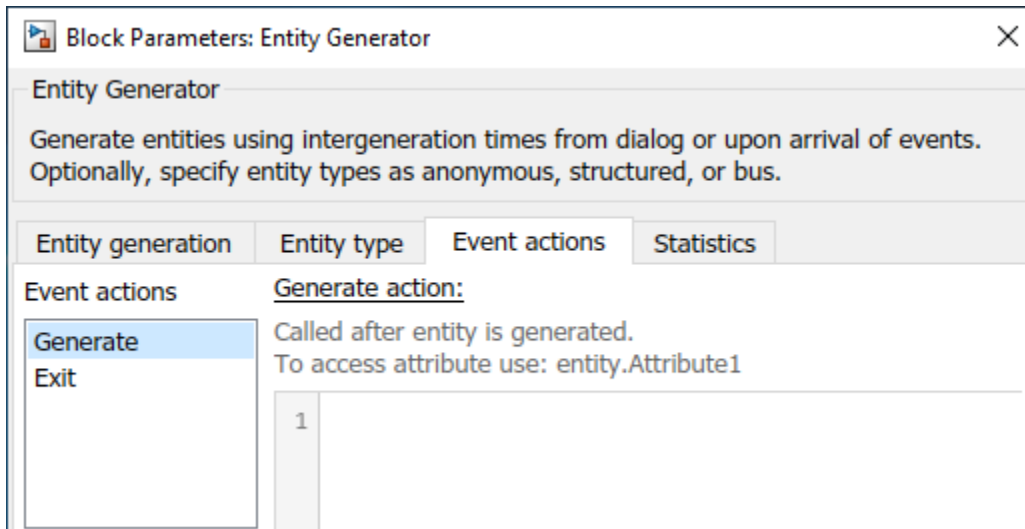 Block Parameters: Entity Generator
Entity Generator
Generate entities using intergeneration times from dialog or upon arrival of events.
Optionally, specify entity types as anonymous, structured, or bus.
Entity generation Entity type Event actions Statistics
Event actions
Generate
Exit
Generate action:
Called after entity is generated.
To access attribute use: entity.Attribute1
1